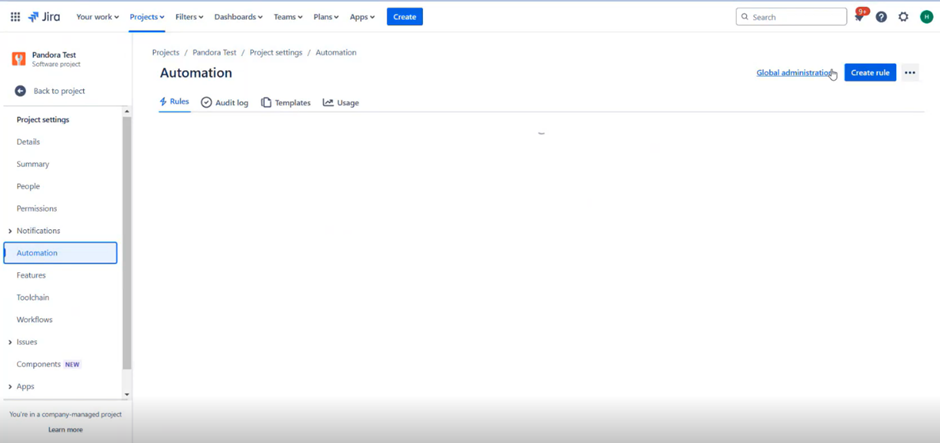 Jira Your work Projects Filters Dashboards Teams Plans Apps Create Search 9+ H
Pandora Test
Software project
Back to project
Project settings
Details
Summary
People
Permissions
Notifications
Automation
Features
Toolchain
Workflows
Issues
Components NEW
Apps
You're in a company-managed project
Learn more
Projects / Pandora Test / Project settings / Automation
Automation
Global administration Create rule
Rules Audit log Templates Usage